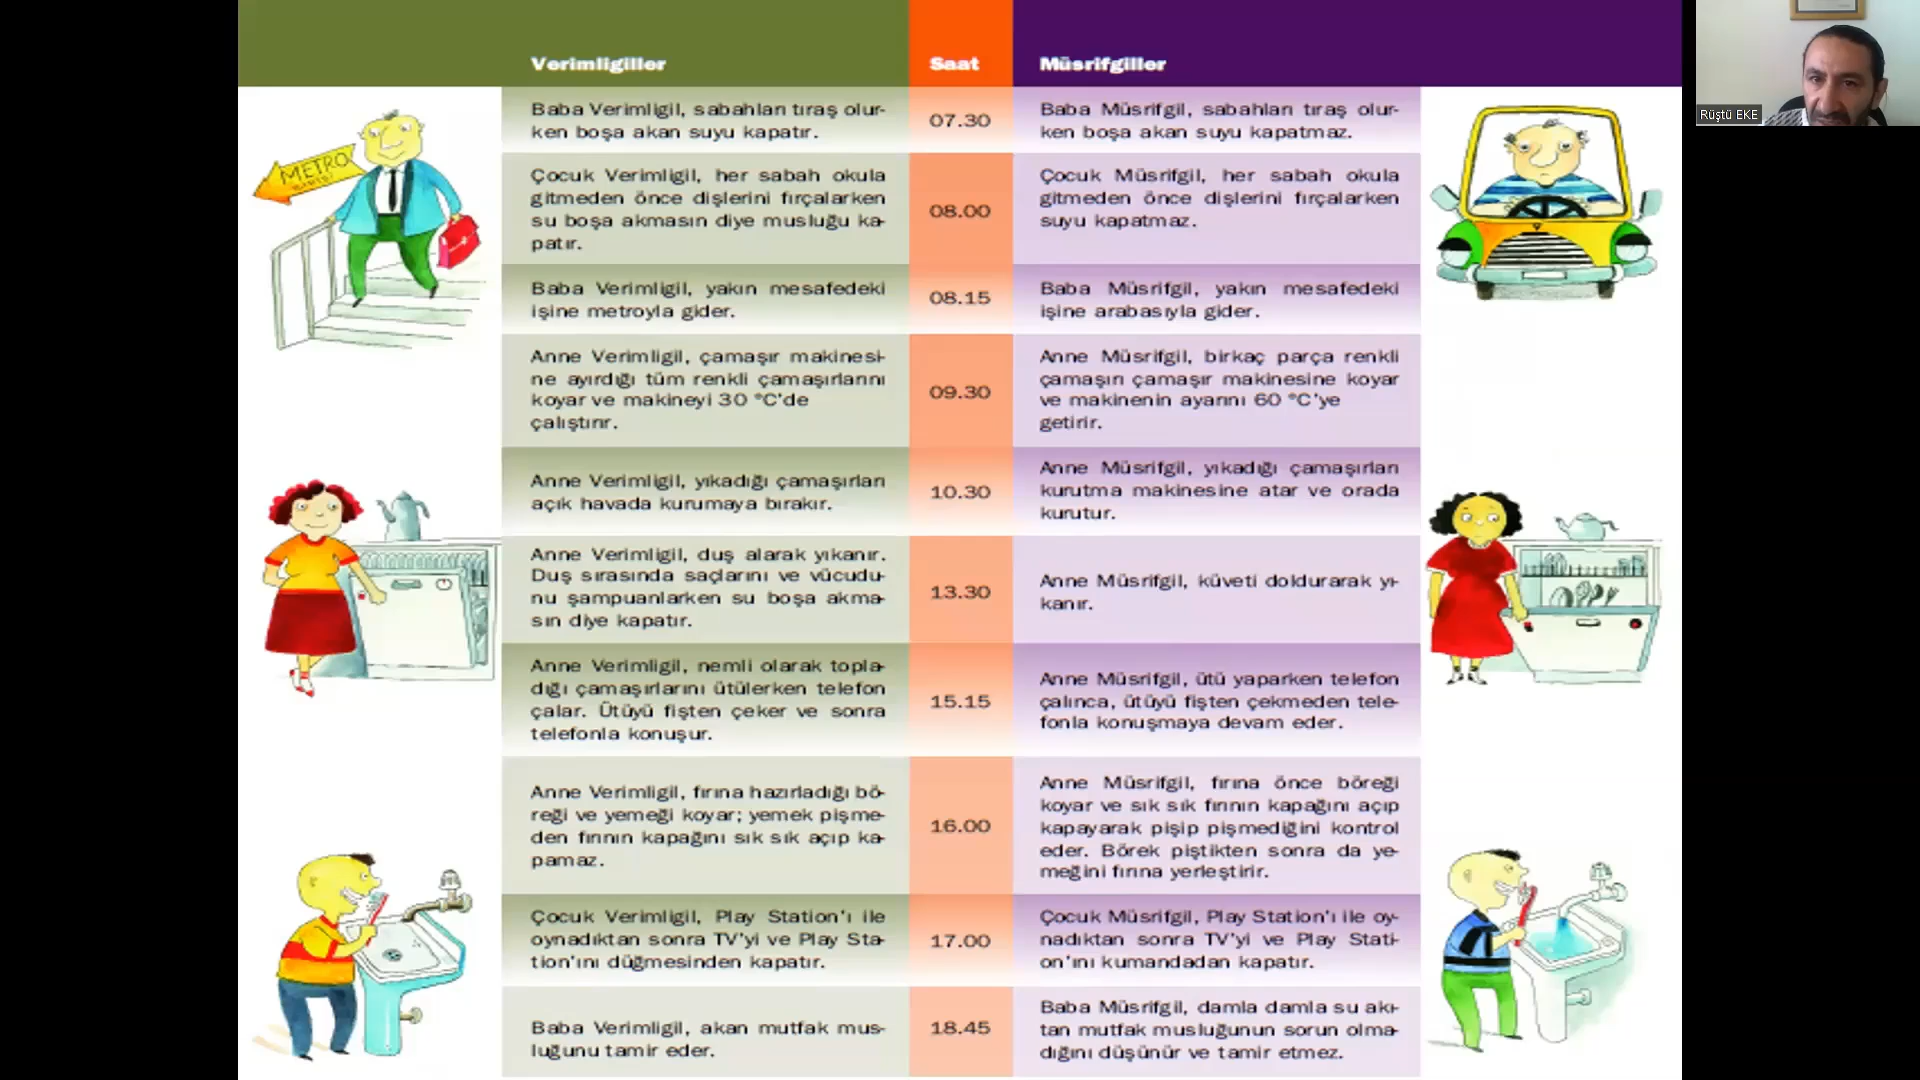 Verimligiller
Saat
Müsrifgiller
METRO
Baba Verimligil, sabahları tıraş olur-
ken boşa akan suyu kapatır.
07.30
Baba Müsrifgil, sabahları tıraş olur-
ken boşa akan suyu kapatmaz.
Çocuk Verimligil, her sabah okula
gitmeden önce dişlerini fırçalarken
su boşa akmasın diye musluğu ka-
patır.
08.00
Çocuk Müsrifgil, her sabah okula
gitmeden önce dişlerini fırçalarken
suyu kapatmaz.
Baba Verimligil, yakın mesafedeki
işine metroyla gider.
08.15
Baba Müsrifgil, yakın mesafedeki
işine arabasıyla gider.
Anne Verimligil, çamaşır makinesi-
ne ayırdığı tüm renkli çamaşırlarını
koyar ve makineyi 30 °C'de
çalıştırır.
09.30
Anne Müsrifgil, birkaç parça renkli
çamaşırı çamaşır makinesine koyar
ve makinenin ayarını 60 °C'ye
getirir.
Anne Verimligil, yıkadığı çamaşırları
açık havada kurumaya bırakır.
10.30
Anne Müsrifgil, yıkadığı çamaşırları
kurutma makinesine atar ve orada
kurutur.
Anne Verimligil, duş alarak yıkanır.
Duş sırasında saçlarını ve vücudu-
nu şampuanlarken su boşa akma-
sın diye kapatır.
13.30
Anne Müsrifgil, küveti doldurarak yı-
kanır.
Anne Verimligil, nemli olarak topla-
dığı çamaşırlarını ütülerken telefon
çalar. Ütüyü fişten çeker ve sonra
telefonla konuşur.
15.15
Anne Müsrifgil, ütü yaparken telefon
çalınca, ütüyü fişten çekmeden tele-
fonla konuşmaya devam eder.
Anne Verimligil, fırına hazırladığı bö-
reği ve yemeği koyar; yemek pişme-
den fırının kapağını sık sık açıp ka-
pamaz.
16.00
Anne Müsrifgil, fırına önce böreği
koyar ve sık sık fırının kapağını açıp
kapayarak pişip pişmediğini kontrol
eder. Börek piştikten sonra da ye-
meğini fırına yerleştirir.
Çocuk Verimligil, Play Station'ı ile
oynadıktan sonra TV'yi ve Play Sta-
tion'ını düğmesinden kapatır.
17.00
Çocuk Müsrifgil, Play Station'ı ile oy-
nadıktan sonra TV'yi ve Play Stati-
on'ını kumandadan kapatır.
Baba Verimligil, akan mutfak mus-
luğunu tamir eder.
18.45
Baba Müsrifgil, damla damla su akı-
tan mutfak musluğunun sorun olma-
dığını düşünür ve tamir etmez.
Rüştü EKE